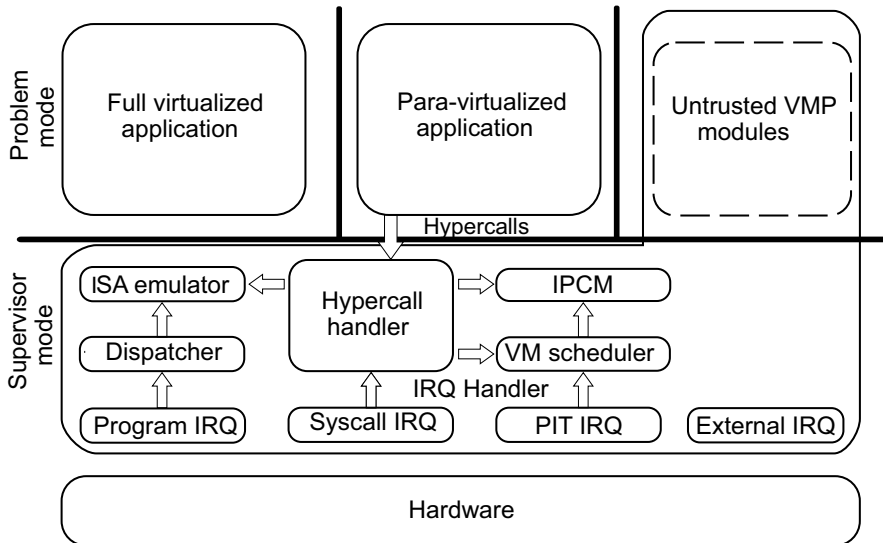 Problem
mode
Full virtualized
application
Para-virtualized
application
Untrusted VMP
modules
Hypercalls
Supervisor
mode
ISA emulator
Hypercall
handler
IPCM
Dispatcher
VM scheduler
IRQ Handler
Program IRQ
Syscall IRQ
PIT IRQ
External IRQ
Hardware